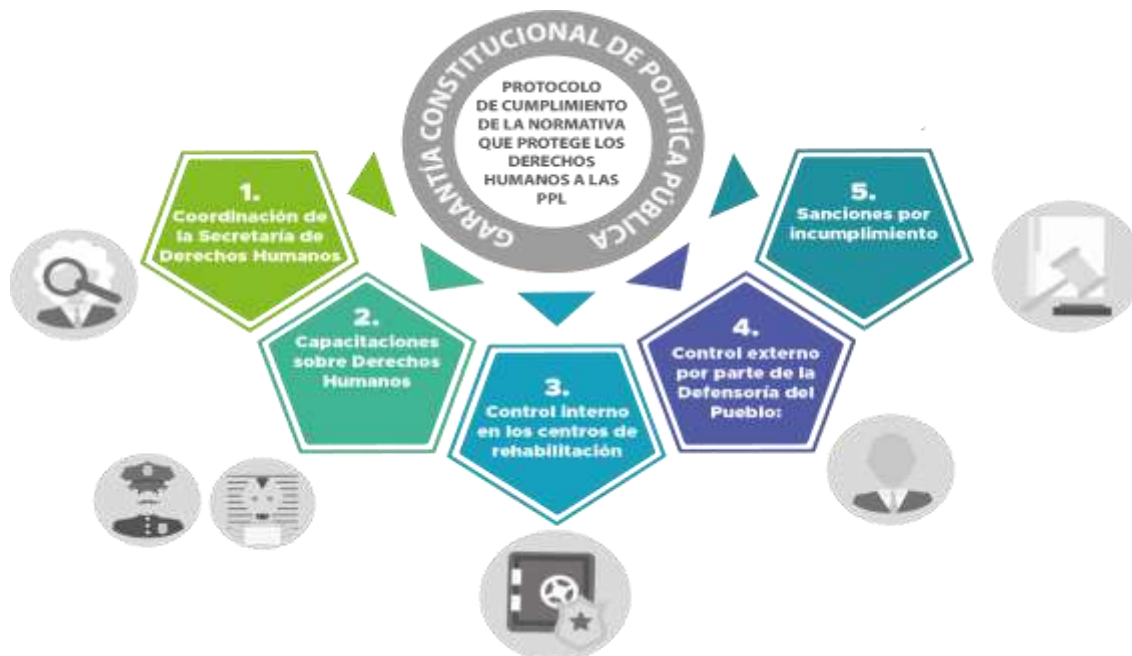 GARANTÍA CONSTITUCIONAL DE POLITÍCA PÚBLICA
PROTOCOLO
DE CUMPLIMIENTO
DE LA NORMATIVA
QUE PROTEGE LOS
DERECHOS
HUMANOS A LAS
PPL
1.
Coordinación de
la Secretaría de
Derechos Humanos
2.
Capacitaciones
sobre Derechos
Humanos
3.
Control interno
en los centros de
rehabilitación
4.
Control externo
por parte de la
Defensoría del
Pueblo:
5.
Sanciones por
incumplimiento